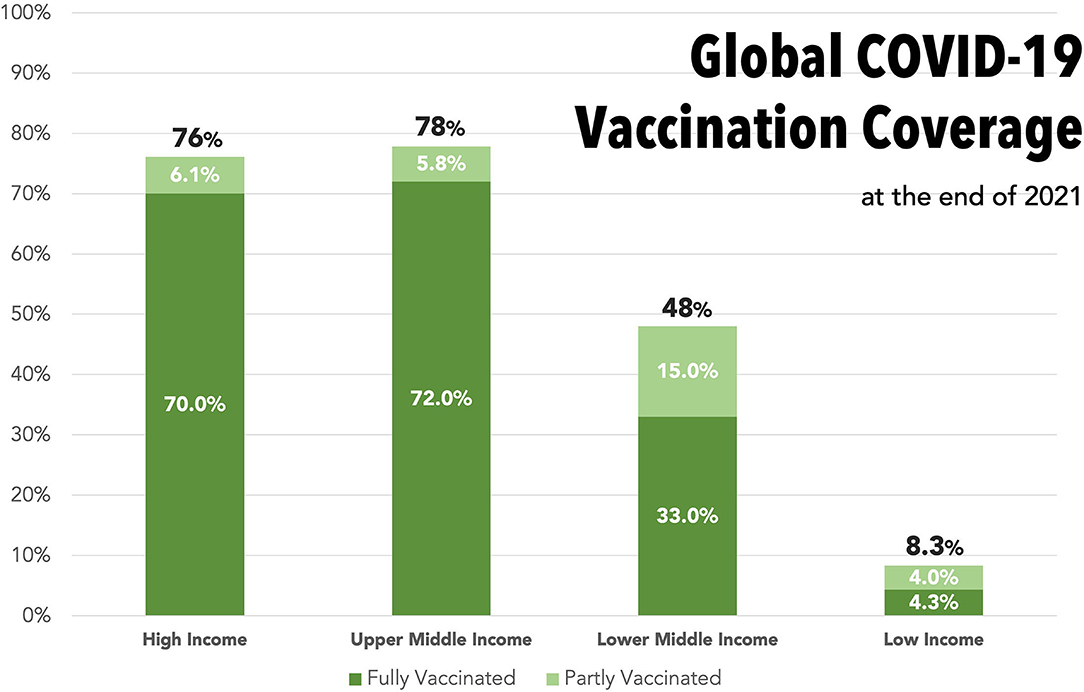 Global COVID-19
Vaccination Coverage
at the end of 2021
100%
90%
80%
70%
60%
50%
40%
30%
20%
10%
0%
76%
6.1%
70.0%
78%
5.8%
72.0%
48%
15.0%
33.0%
8.3%
4.0%
4.3%
High Income
Upper Middle Income
Lower Middle Income
Low Income
Fully Vaccinated
Partly Vaccinated